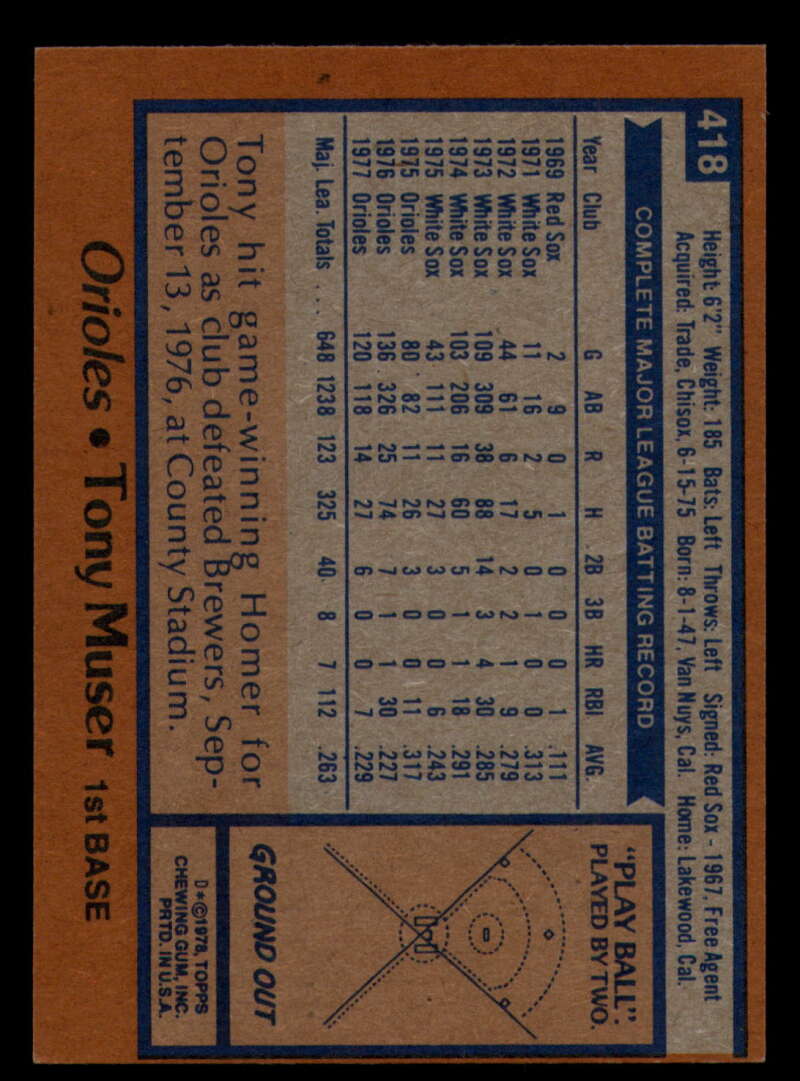 418
Height: 6'2" Weight: 185 Bats: Left Throws: Left Signed: Red Sox - 1967, Free Agent
Acquired: Trade, Chisox, 6-15-75 Born: 8-1-47, Van Nuys, Cal. Home: Lakewood, Cal.
COMPLETE MAJOR LEAGUE BATTING RECORD
Year Club G AB R H 2B 3B HR RBI AVG.
1969 Red Sox 2 9 0 1 0 0 0 1 .111
1971 White Sox 11 16 2 5 0 1 0 0 .313
1972 White Sox 44 61 6 17 2 2 1 9 .279
1973 White Sox 109 309 38 88 14 3 4 30 .285
1974 White Sox 103 206 16 60 5 1 1 18 .291
1975 White Sox 43 111 11 27 3 0 0 6 .243
1975 Orioles 80 82 11 26 3 0 0 11 .317
1976 Orioles 136 326 25 74 7 1 1 30 .227
1977 Orioles 120 118 14 27 6 0 0 7 .229
Maj. Lea. Totals . . . 648 1238 123 325 40 8 7 112 .263
Tony hit game-winning Homer for
Orioles as club defeated Brewers, Sep-
tember 13, 1976, at County Stadium.
"PLAY BALL":
PLAYED BY TWO.
GROUND OUT
D*©1978, TOPPS
CHEWING GUM, INC.
PRTD. IN U.S.A.
Orioles • Tony Muser 1st BASE